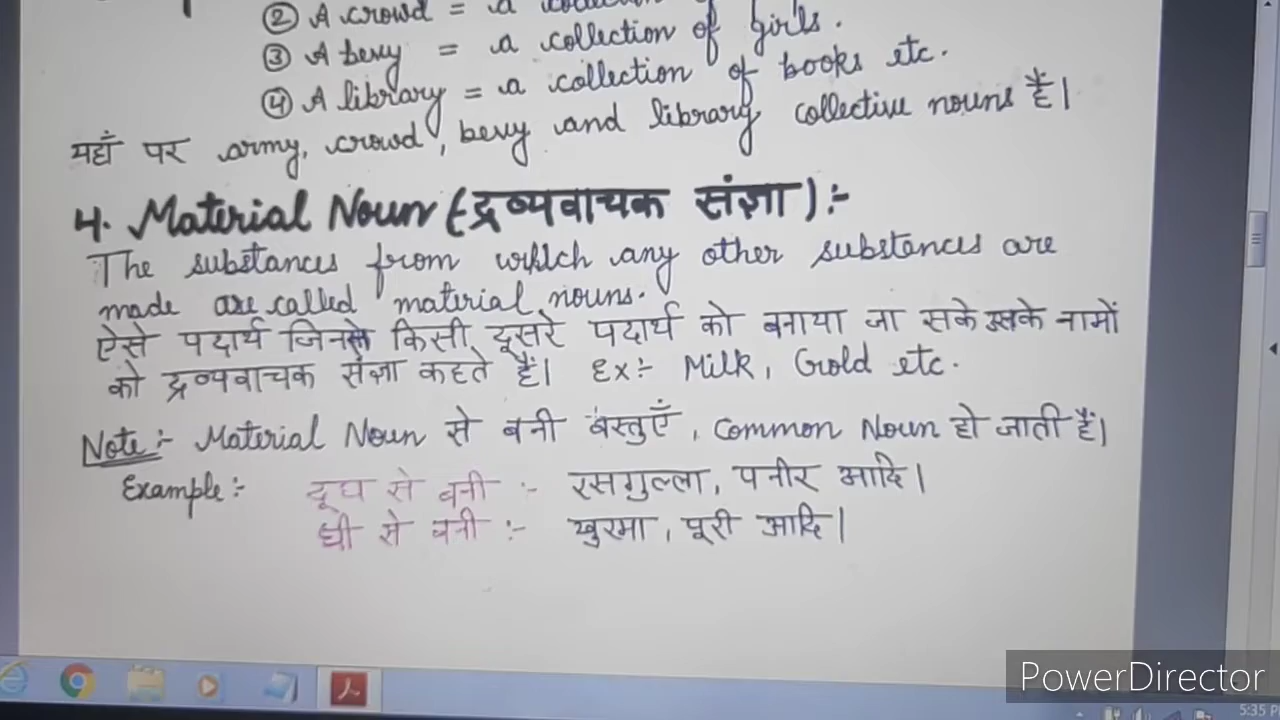 ② A crowd = a
③ A bevy = a collection of girls.
④ A library = a collection of books etc.
यहाँ पर army, crowd, bevy and library collective nouns हैं।
4. Material Noun (द्रव्यवाचक संज्ञा):-
The substances from which any other substances are
made are called material nouns.
ऐसे पदार्थ जिनसे किसी दूसरे पदार्थ को बनाया जा सके उसके नामों
को द्रव्यवाचक संज्ञा कहते हैं। Ex:- Milk, Gold etc.
Note:- Material Noun से बनी वस्तुएँ, Common Noun हो जाती हैं।
Example:- दूध से बनी :- रसगुल्ला, पनीर आदि।
घी से बनी :- खुरमा, पूरी आदि।
PowerDirector
5:35 P